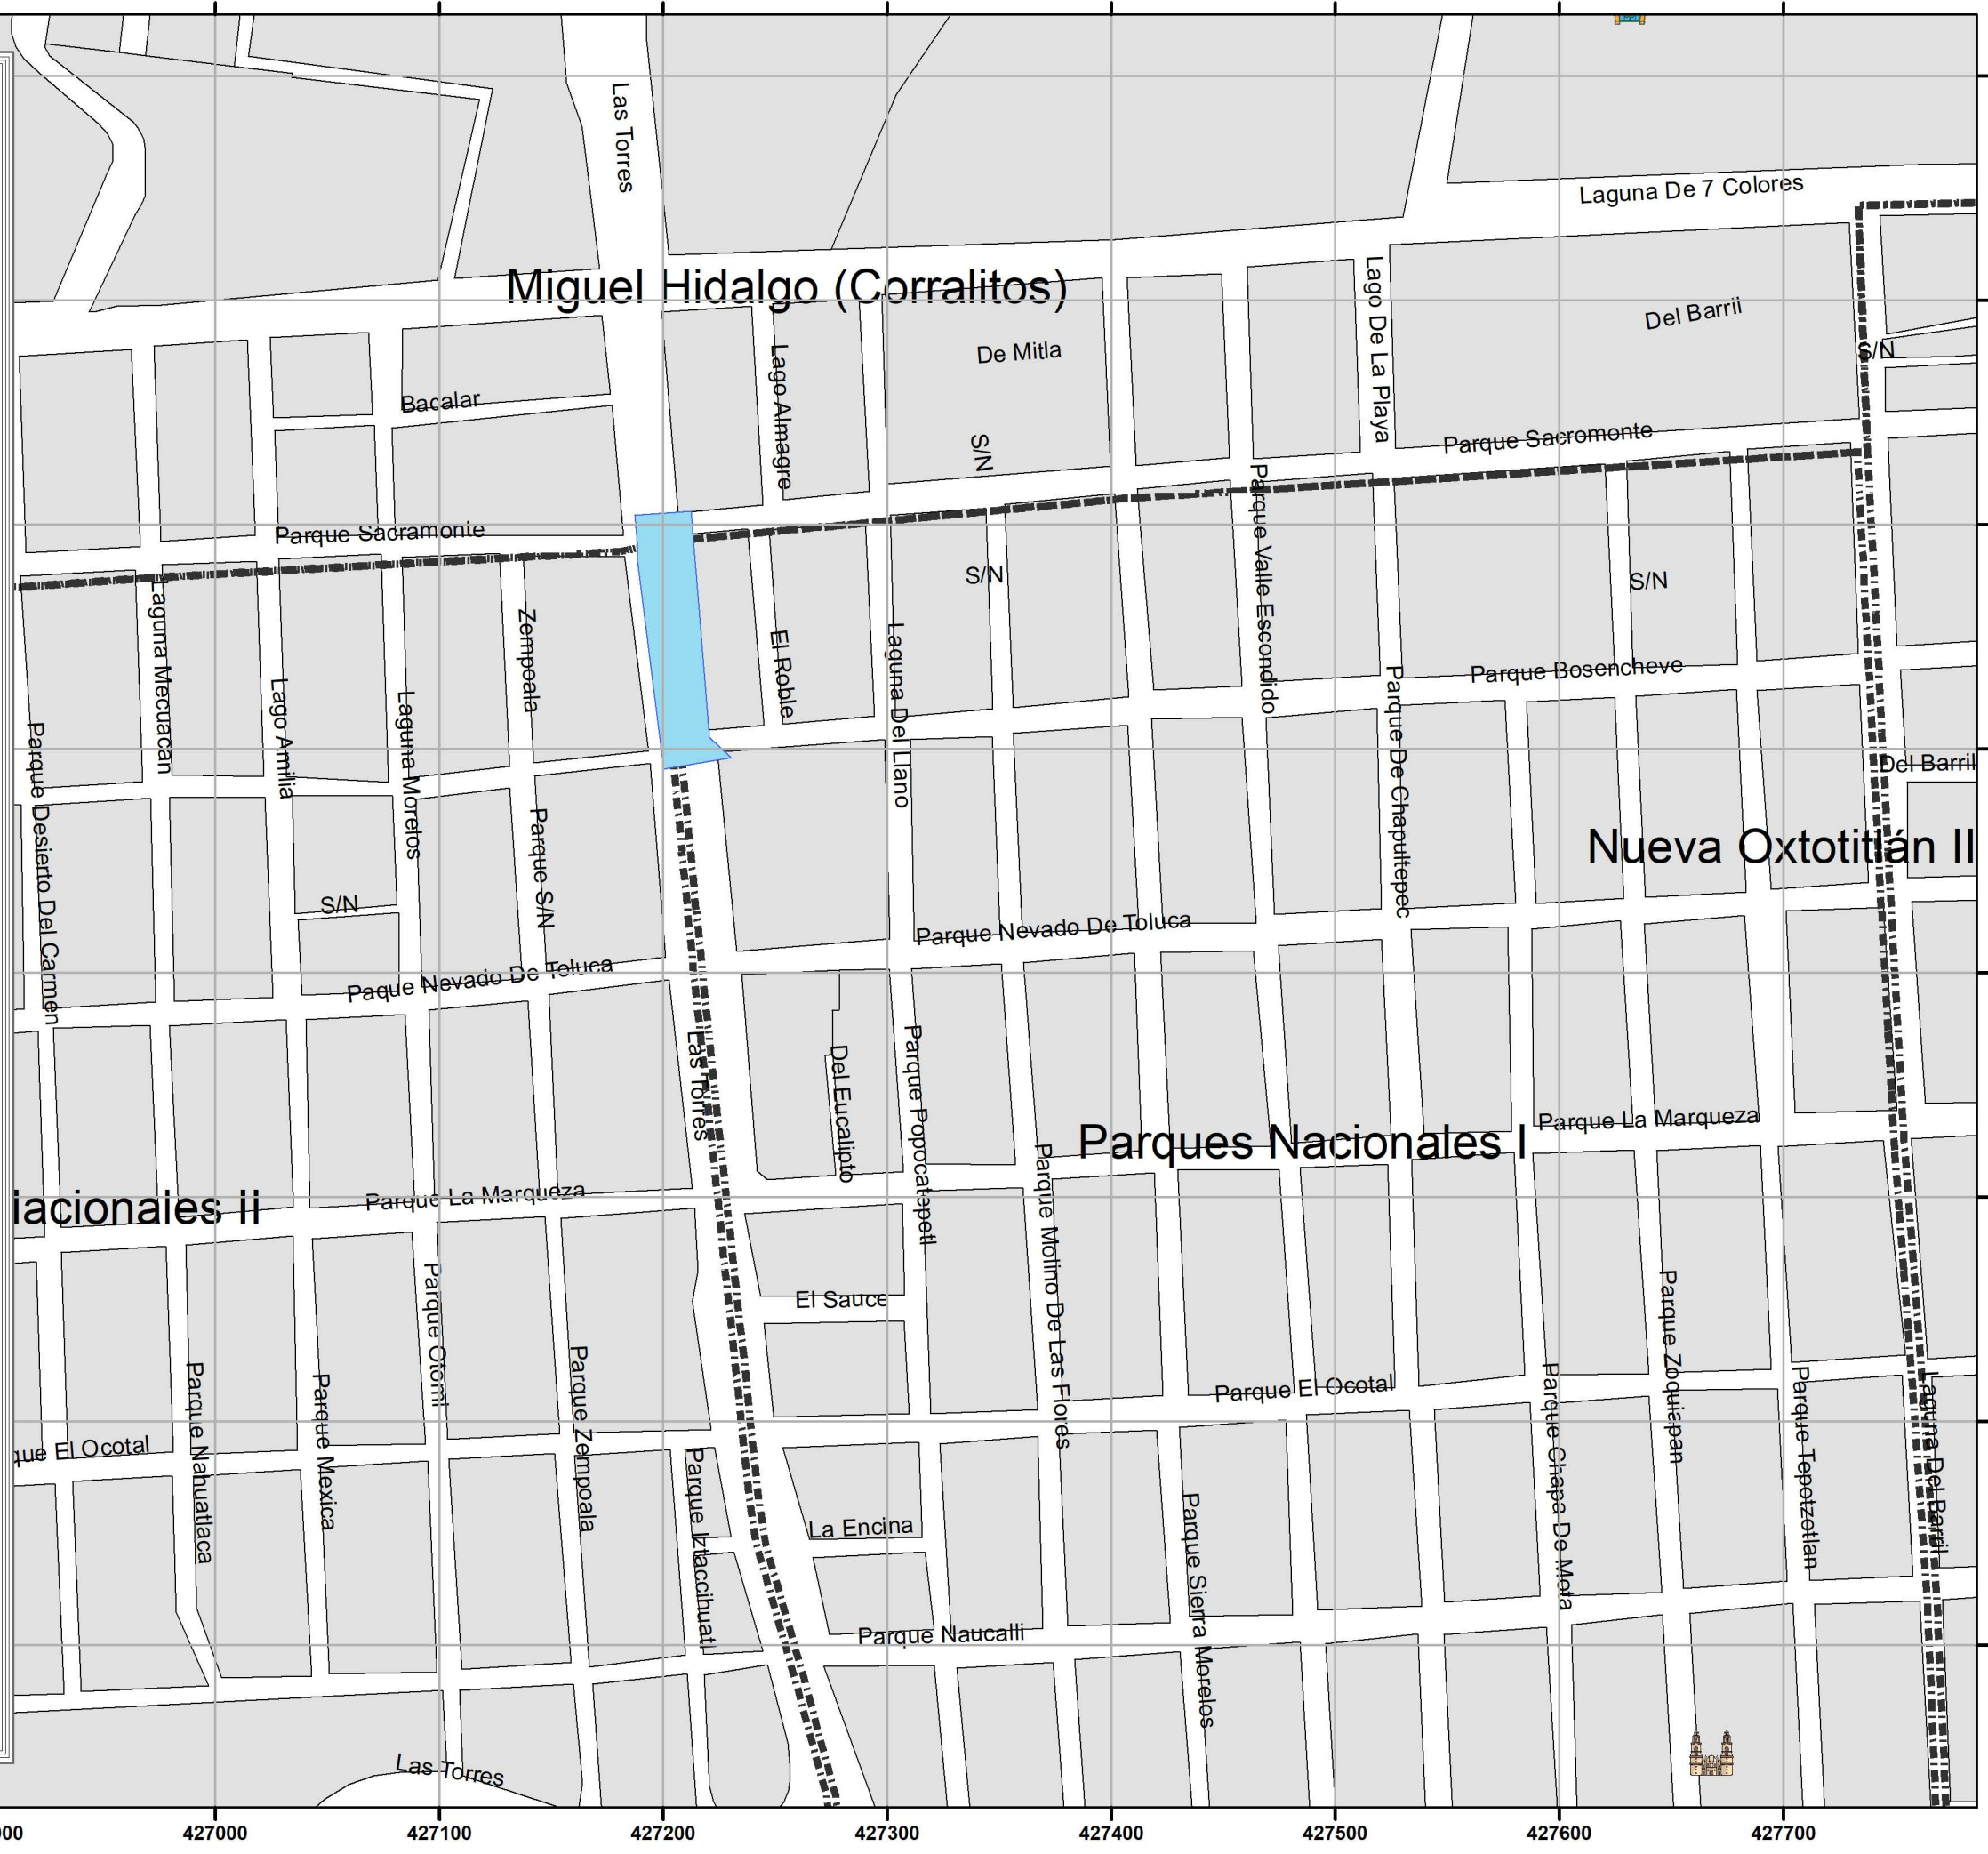 Las Torres
Laguna De 7 Colores
Miguel Hidalgo (Corralitos)
Lago De La Playa
Del Barril
De Mitla
S/N
Lago Almagre
Bacalar
S/N
Parque Sacromonte
Parque Sacramonte
Parque Valle Escondido
S/N
S/N
Laguna Mecuacan
Zempoala
El Roble
Laguna Del Llano
Parque Bosencheve
Lago Amilia
Laguna Morelos
Parque De Chapultepec
Parque Desierto Del Carmen
Del Barril
Parque S/N
Nueva Oxtotitlán II
S/N
Parque Nevado De Toluca
Paque Nevado De Toluca
Las Torres
Del Eucalipto
Parque Popocatepetl
Parque La Marqueza
Parques Nacionales I
Parque Molino De Las Flores
Parque La Marqueza
lacionales II
Parque Otomi
El Sauce
Parque Zoquiapan
Parque El Ocotal
Parque Nahuatlaca
Parque Mexica
Parque Zempoala
Parque Chapa De Mota
Parque Tepotzotlan
Laguna Del Barril
que El Ocotal
Parque Iztaccihuatl
La Encina
Parque Sierra Morelos
Parque Naucalli
Las Torres
00
427000
427100
427200
427300
427400
427500
427600
427700